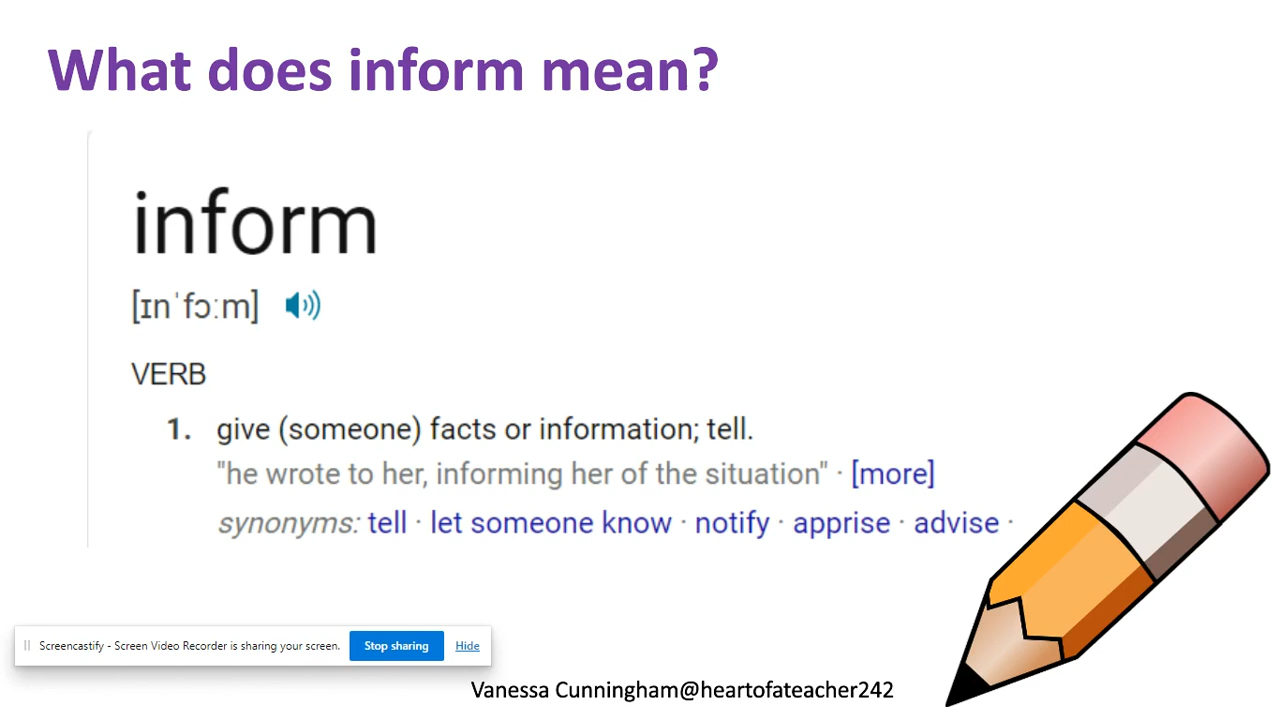 What does inform mean?
inform
[ɪnˈfɔːm]
VERB
1. give (someone) facts or information; tell.
"he wrote to her, informing her of the situation" · [more]
synonyms: tell · let someone know · notify · apprise · advise ·
Screencastify - Screen Video Recorder is sharing your screen. Stop sharing Hide
Vanessa Cunningham@heartofateacher242